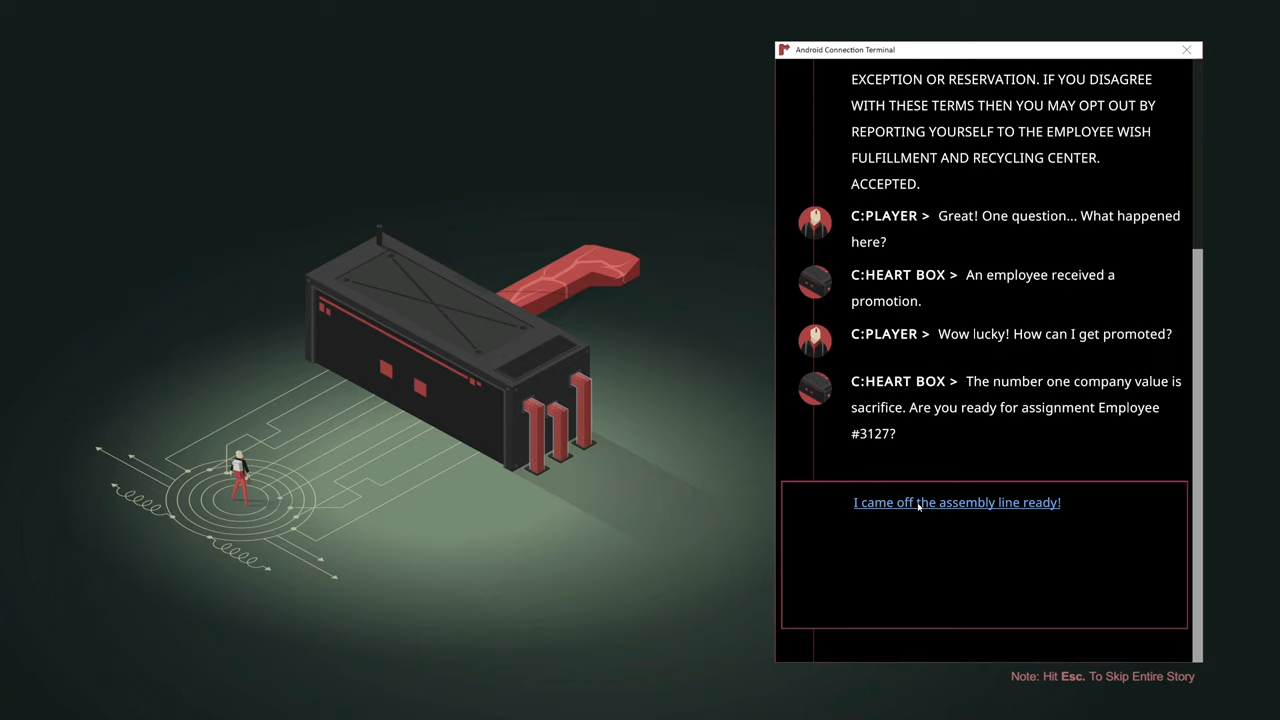 Android Connection Terminal
EXCEPTION OR RESERVATION. IF YOU DISAGREE
WITH THESE TERMS THEN YOU MAY OPT OUT BY
REPORTING YOURSELF TO THE EMPLOYEE WISH
FULFILLMENT AND RECYCLING CENTER.
ACCEPTED.
C:PLAYER > Great! One question... What happened
here?
C:HEART BOX > An employee received a
promotion.
C:PLAYER > Wow lucky! How can I get promoted?
C:HEART BOX > The number one company value is
sacrifice. Are you ready for assignment Employee
#3127?
I came off the assembly line ready!
Note: Hit Esc. To Skip Entire Story